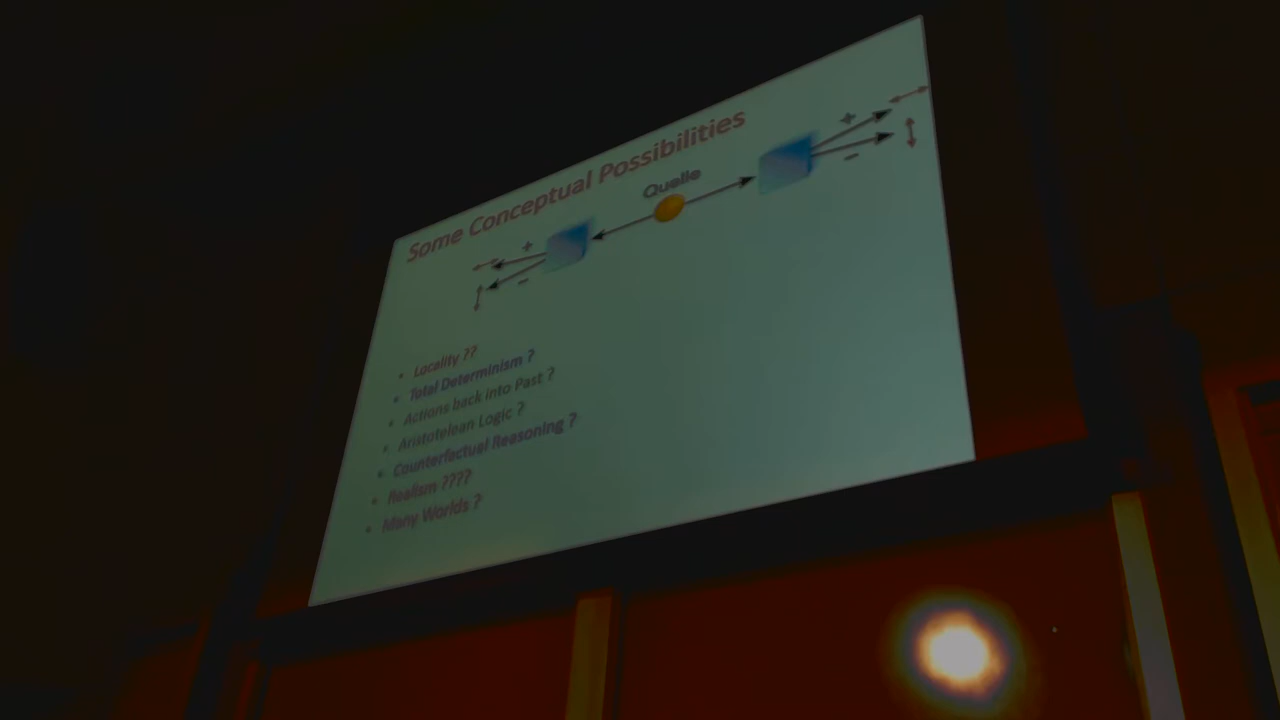 Some Conceptual Possibilities
Quelle
+
−
+
−
• Locality ??
• Total Determinism ?
• Actions back into Past ?
• Aristotelean Logic ?
• Counterfactual Reasoning ?
• Realism ????
• Many Worlds ?